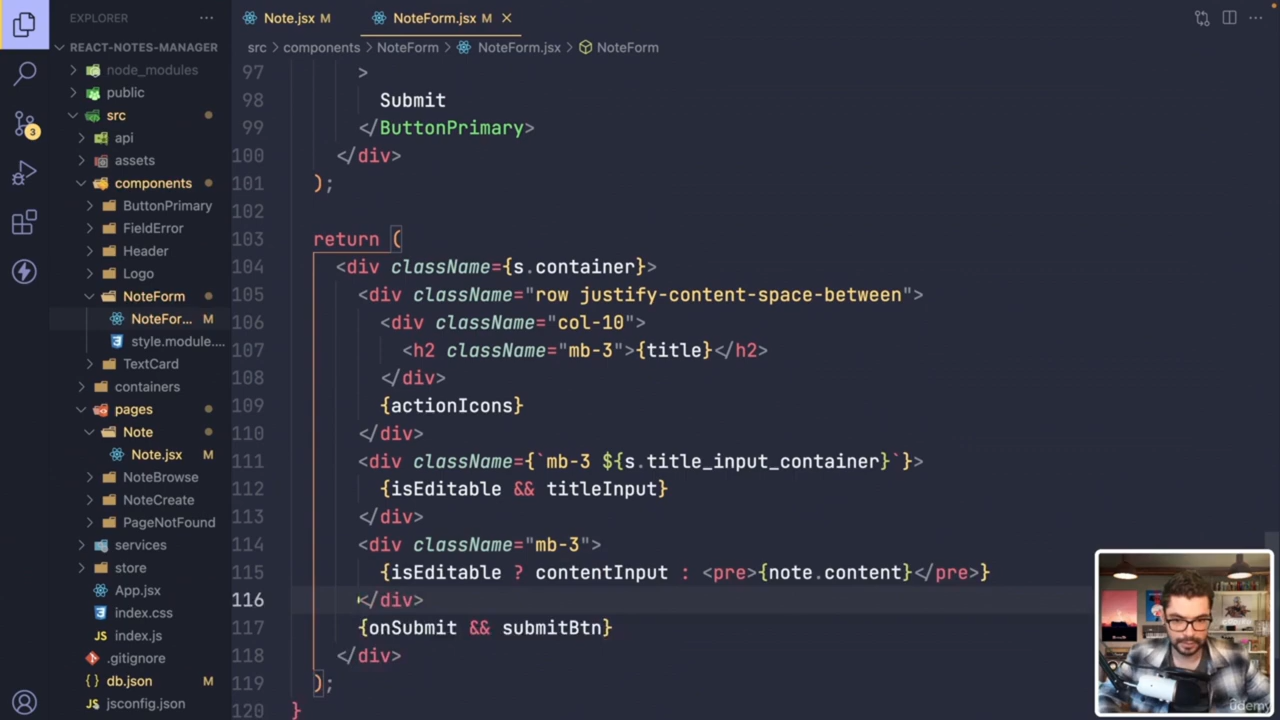 EXPLORER
REACT-NOTES-MANAGER
node_modules
public
src
api
assets
components
ButtonPrimary
FieldError
Header
Logo
NoteForm
NoteFor... M
style.module....
TextCard
containers
pages
Note
Note.jsx M
NoteBrowse
NoteCreate
PageNotFound
services
store
App.jsx
index.css
JS index.js
.gitignore
{} db.json M
JS jsconfig.json
3
Note.jsx M
NoteForm.jsx M
src > components > NoteForm > NoteForm.jsx > NoteForm
97 >
98 Submit
99 </ButtonPrimary>
100 </div>
101 );
102
103 return (
104 <div className={s.container}>
105 <div className="row justify-content-space-between">
106 <div className="col-10">
107 <h2 className="mb-3">{title}</h2>
108 </div>
109 {actionIcons}
110 </div>
111 <div className={`mb-3 ${s.title_input_container}`}>
112 {isEditable && titleInput}
113 </div>
114 <div className="mb-3">
115 {isEditable ? contentInput : <pre>{note.content}</pre>}
116 </div>
117 {onSubmit && submitBtn}
118 </div>
119 );
120 }
ûdemy